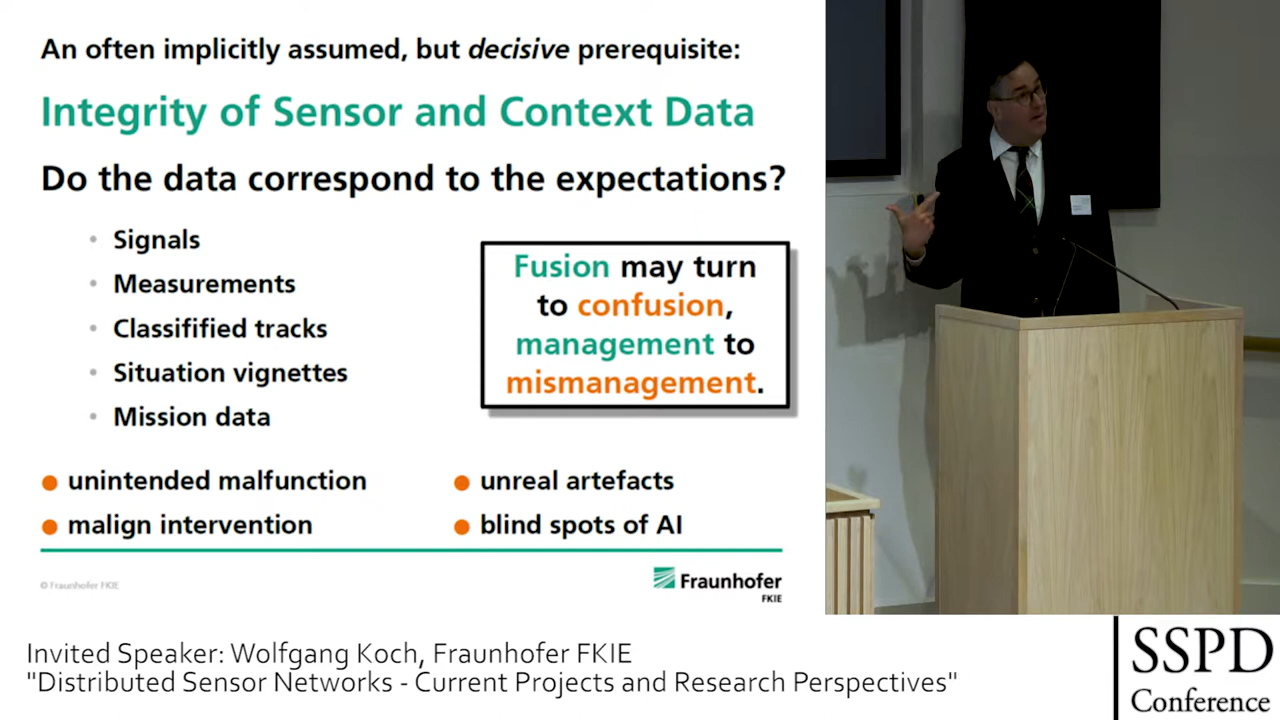 An often implicitly assumed, but decisive prerequisite:
Integrity of Sensor and Context Data
Do the data correspond to the expectations?
• Signals
• Measurements
• Classifified tracks
• Situation vignettes
• Mission data
Fusion may turn
to confusion,
management to
mismanagement.
unintended malfunction
malign intervention
unreal artefacts
blind spots of AI
© Fraunhofer FKIE
Fraunhofer
FKIE
Invited Speaker: Wolfgang Koch, Fraunhofer FKIE
"Distributed Sensor Networks - Current Projects and Research Perspectives"
SSPD
Conference